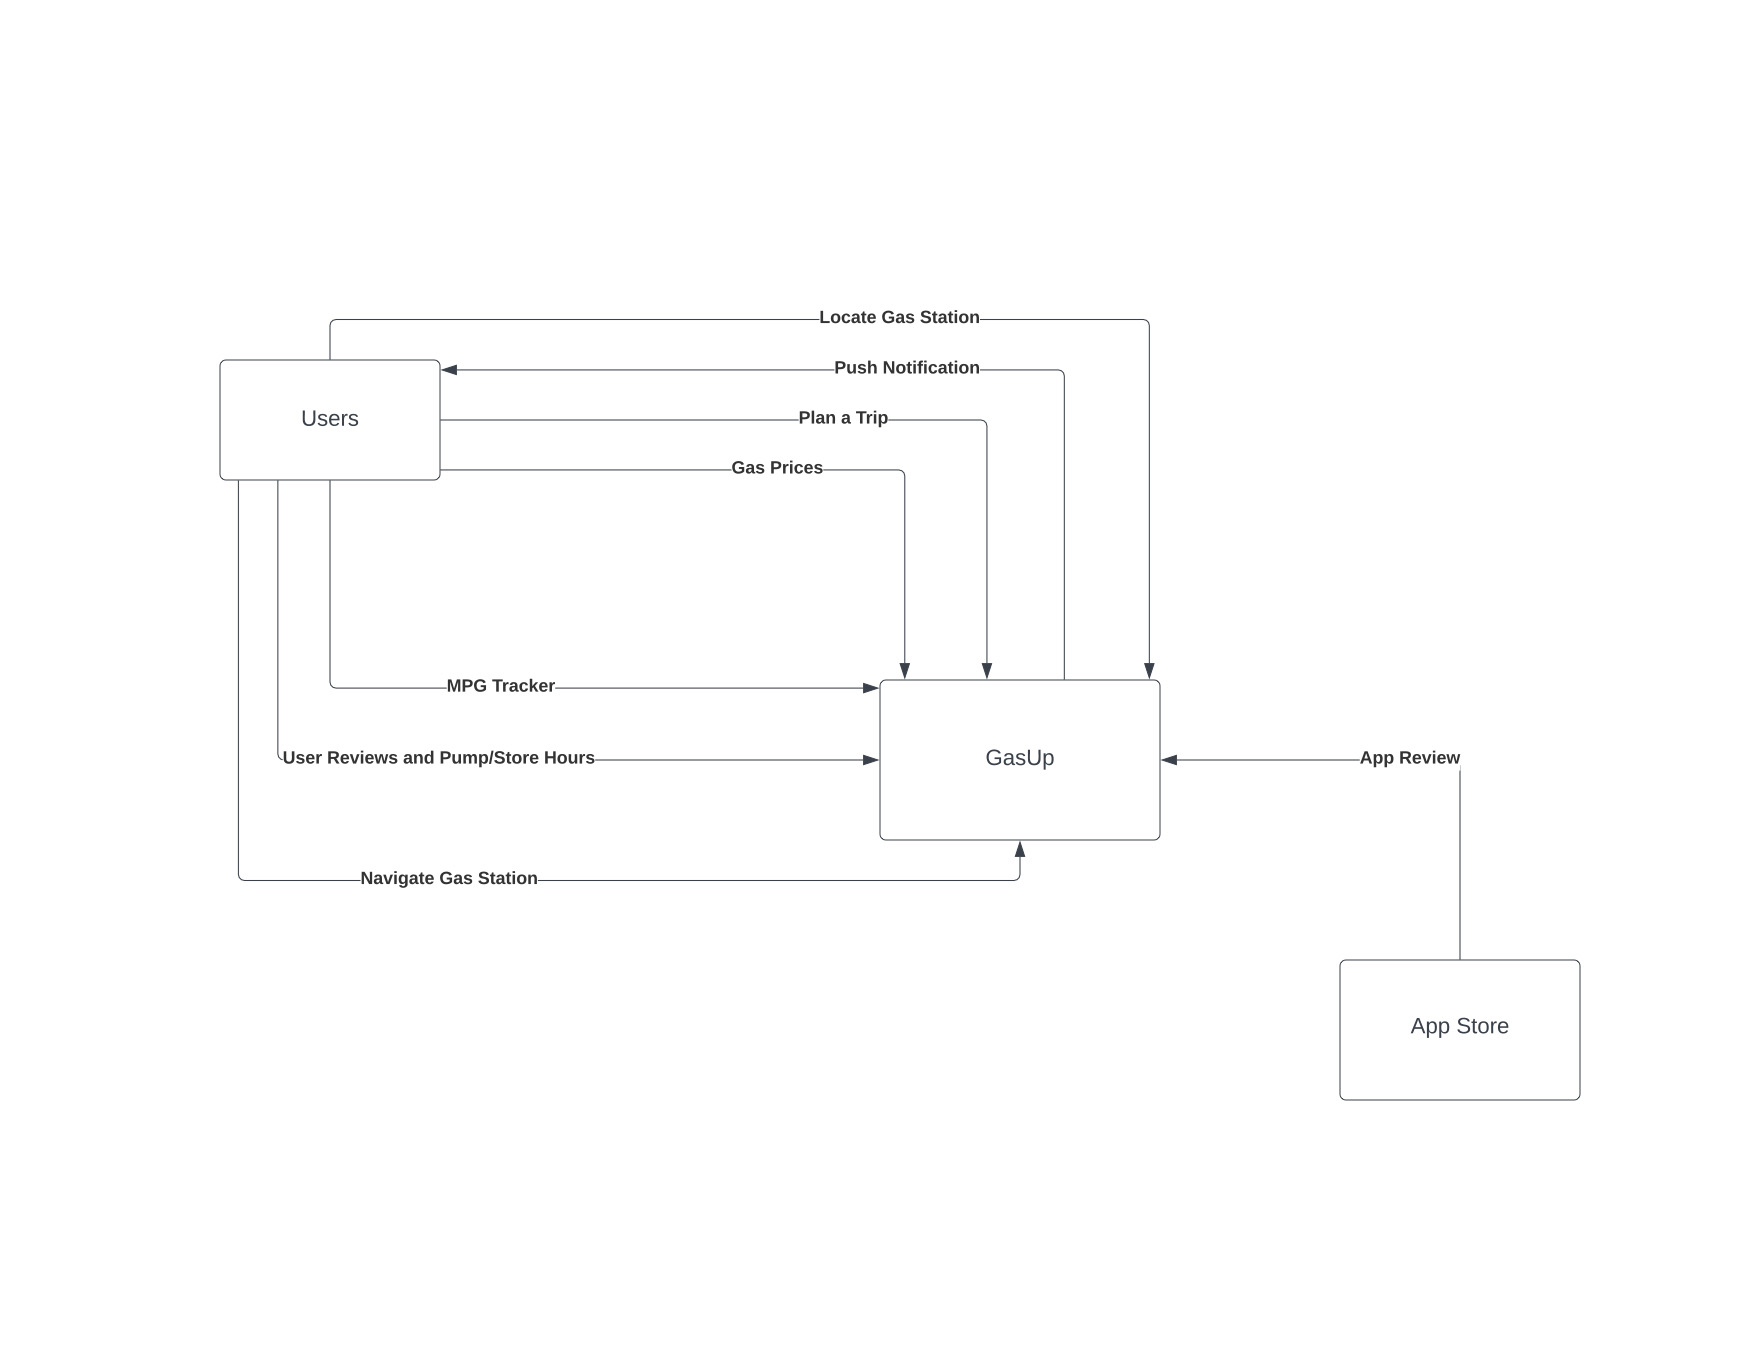 Locate Gas Station
Push Notification
Users
Plan a Trip
Gas Prices
MPG Tracker
User Reviews and Pump/Store Hours
GasUp
App Review
Navigate Gas Station
App Store